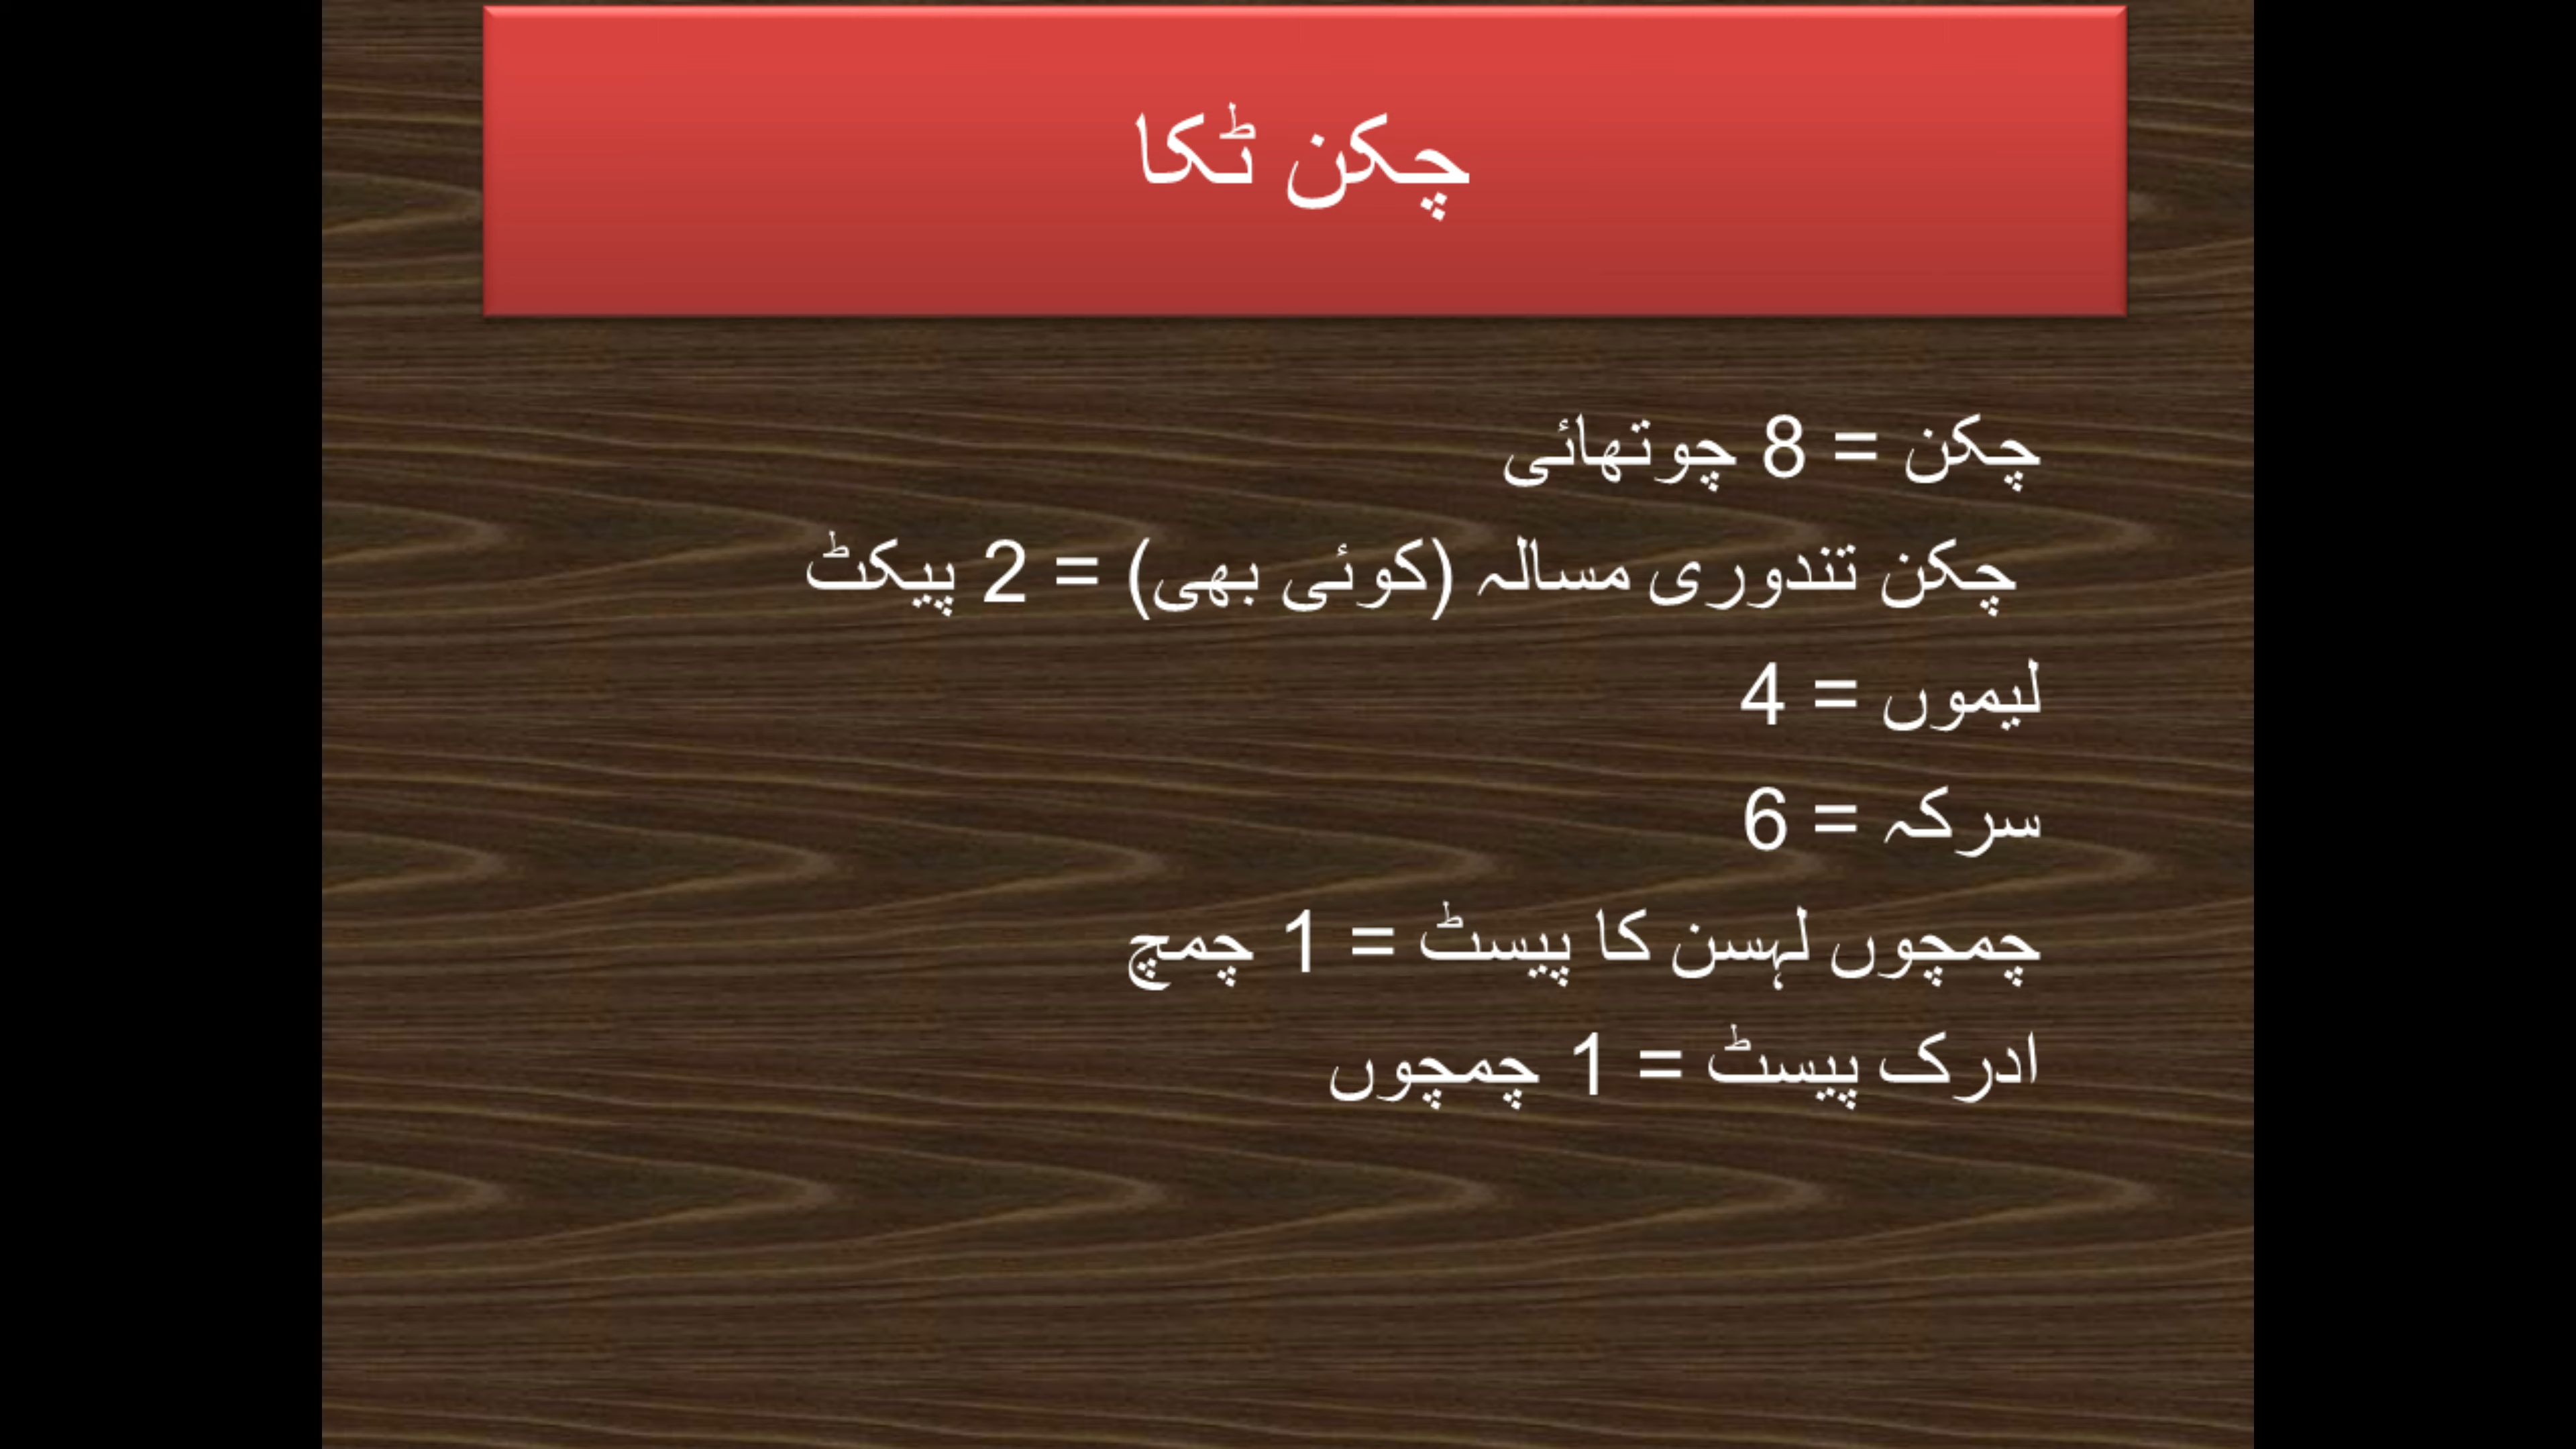 چکن ٹکا
چکن = 8 چوتھائی
چکن تندوری مسالہ (کوئی بھی) = 2 پیکٹ
لیموں = 4
سرکہ = 6
چمچوں لہسن کا پیسٹ = 1 چمچ
ادرک پیسٹ = 1 چمچوں